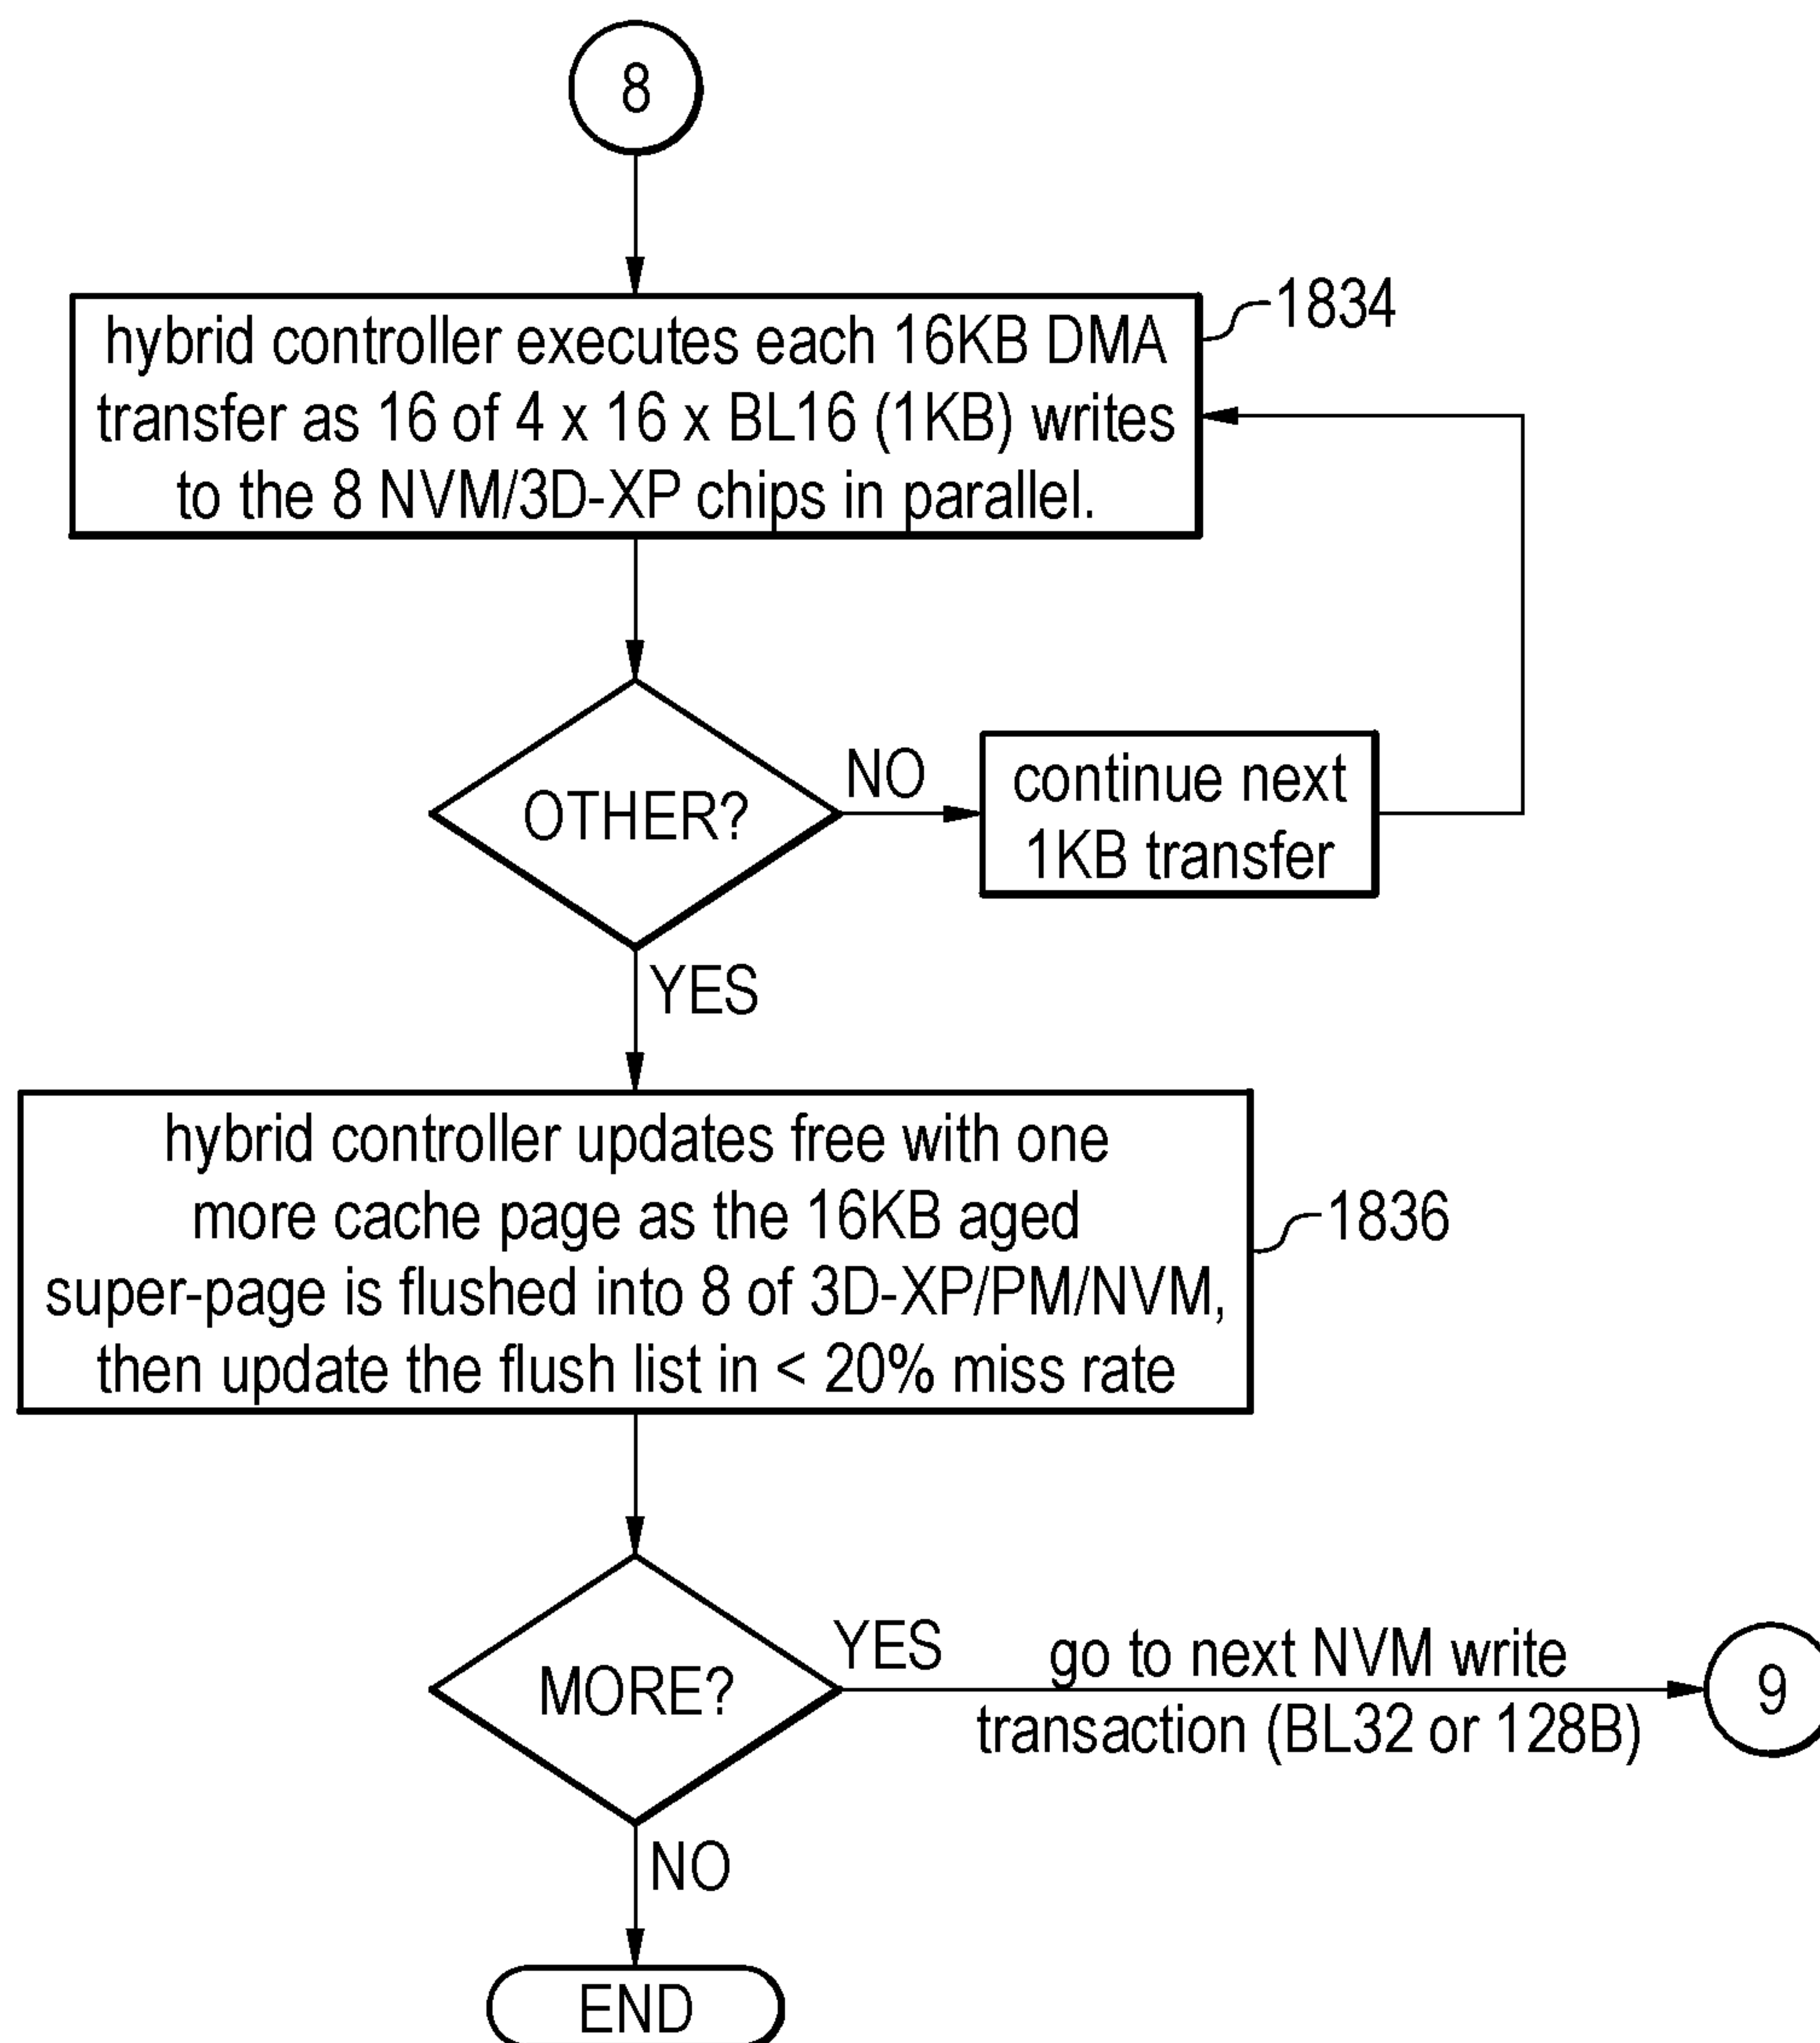 8
1834
hybrid controller executes each 16KB DMA
transfer as 16 of 4 x 16 x BL16 (1KB) writes
to the 8 NVM/3D-XP chips in parallel.
OTHER?
NO
continue next
1KB transfer
YES
hybrid controller updates free with one
more cache page as the 16KB aged
super-page is flushed into 8 of 3D-XP/PM/NVM,
then update the flush list in < 20% miss rate
1836
MORE?
YES
go to next NVM write
transaction (BL32 or 128B)
9
NO
END